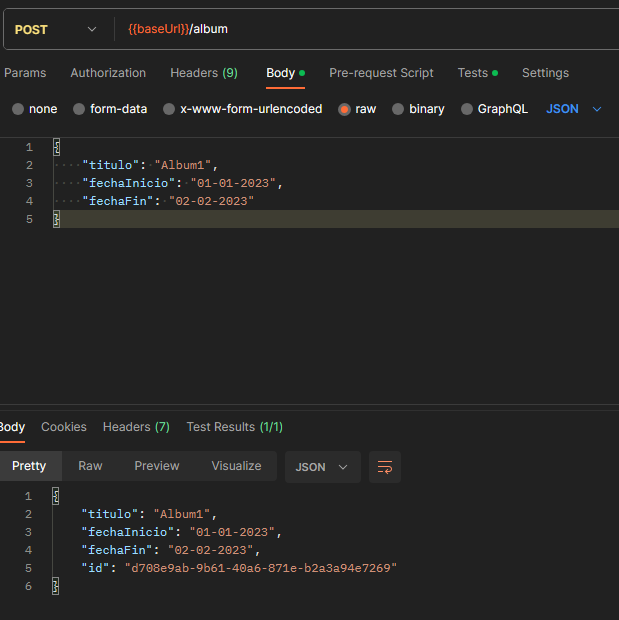 POST {{baseUrl}}/album
Params Authorization Headers (9) Body Pre-request Script Tests Settings
none form-data x-www-form-urlencoded raw binary GraphQL JSON
1 {
2 "titulo": "Album1",
3 "fechaInicio": "01-01-2023",
4 "fechaFin": "02-02-2023"
5 }
Body Cookies Headers (7) Test Results (1/1)
Pretty Raw Preview Visualize JSON
1 {
2 "titulo": "Album1",
3 "fechaInicio": "01-01-2023",
4 "fechaFin": "02-02-2023",
5 "id": "d708e9ab-9b61-40a6-871e-b2a3a94e7269"
6 }